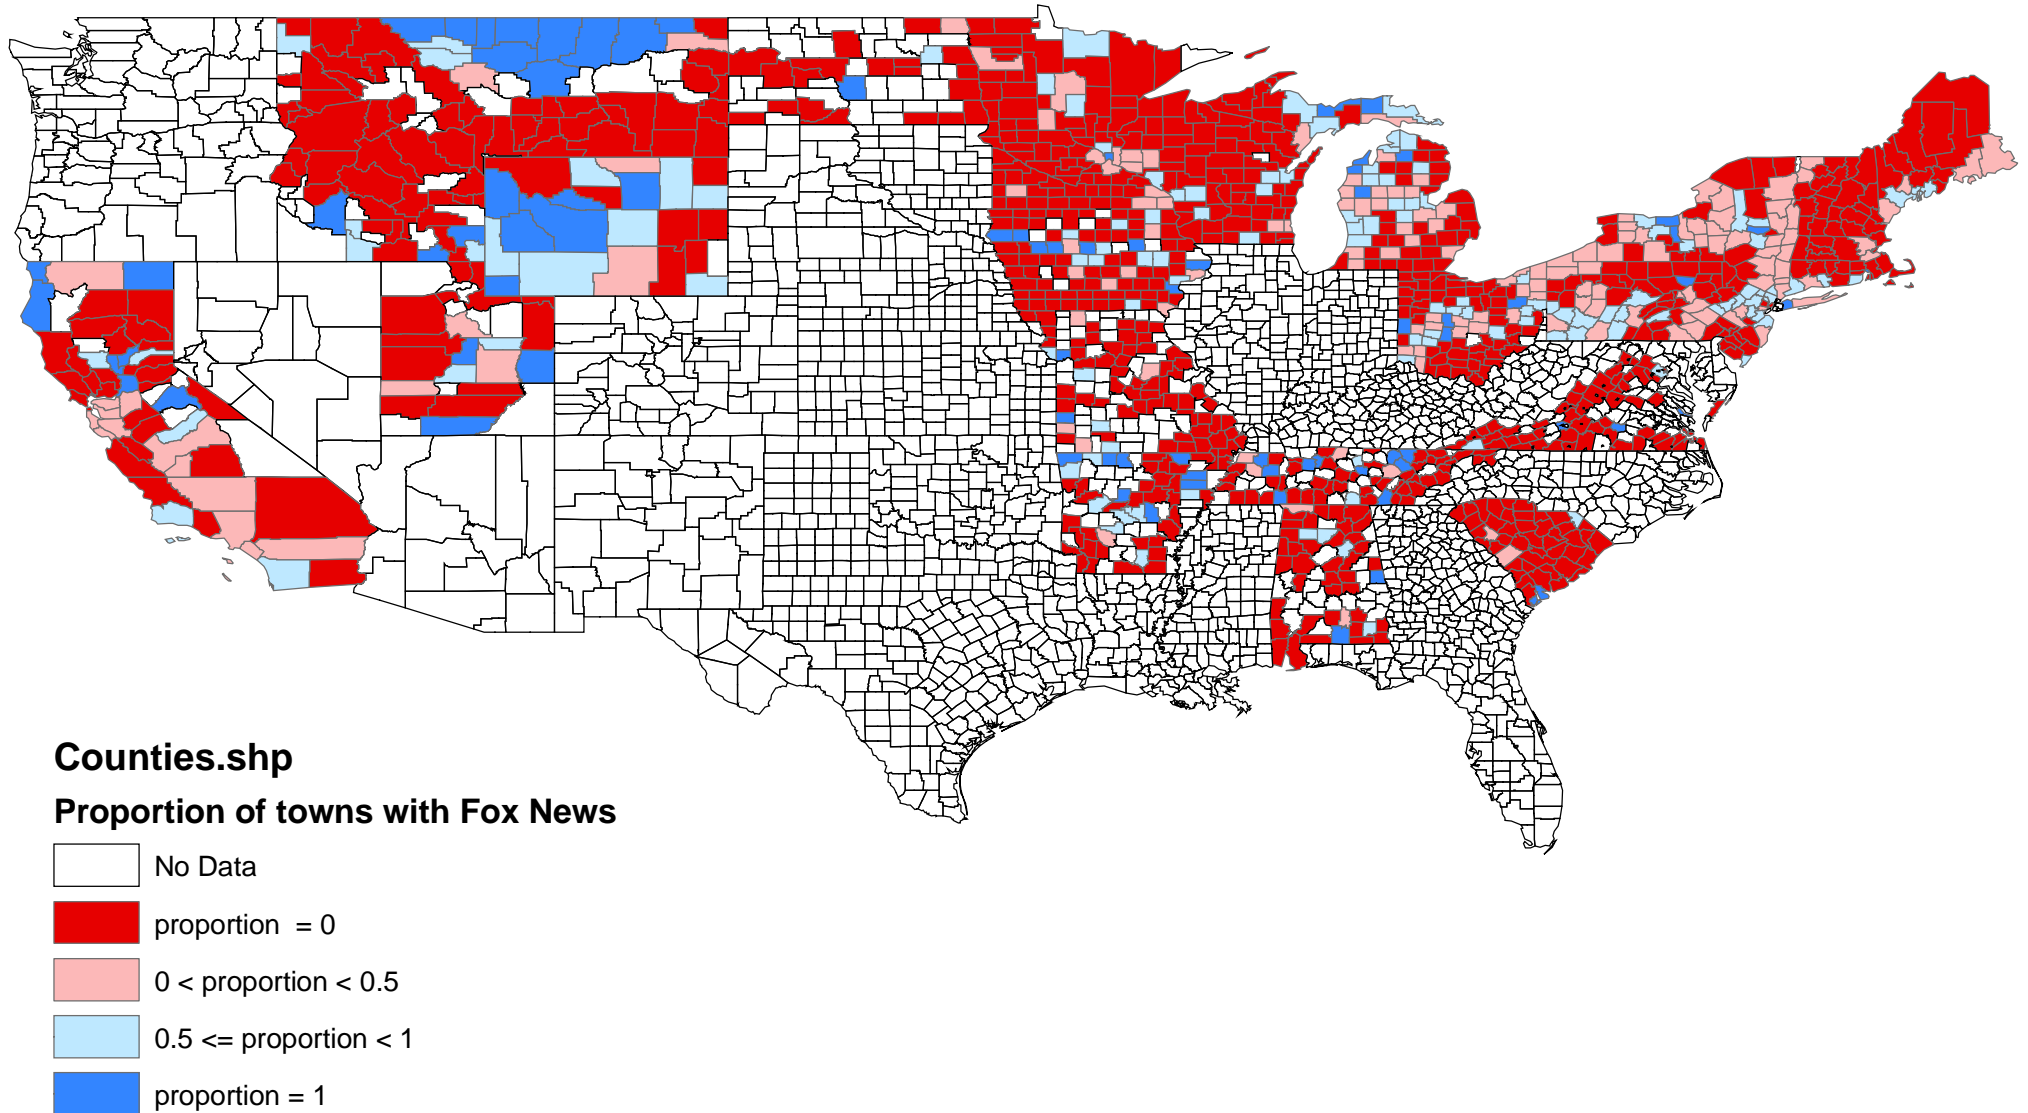 Counties.shp
Proportion of towns with Fox News
No Data
proportion = 0
0 < proportion < 0.5
0.5 <= proportion < 1
proportion = 1